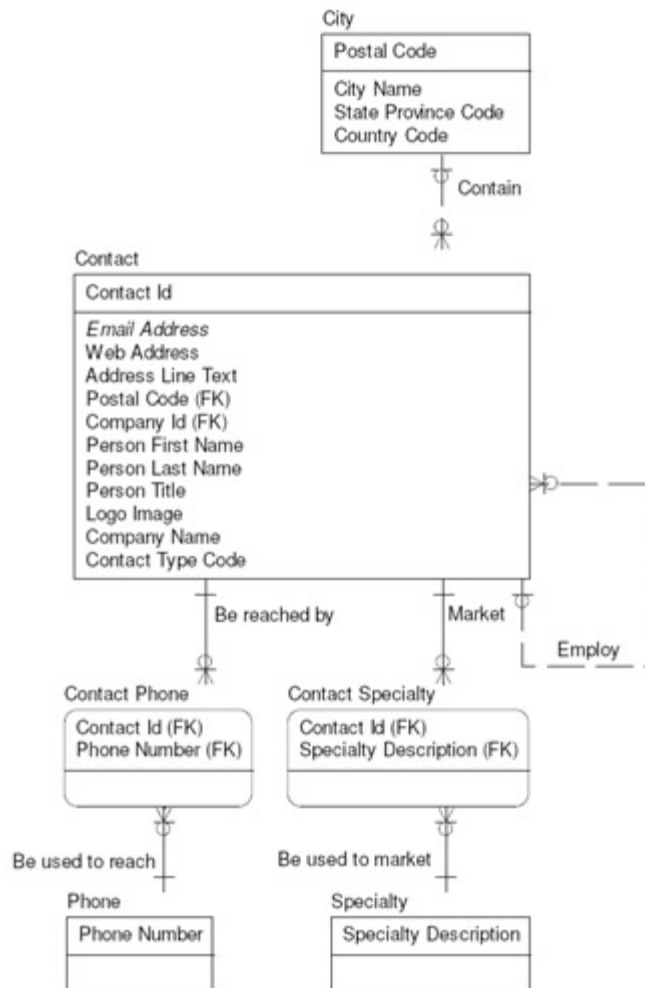 City
Postal Code
City Name
State Province Code
Country Code
Contain
Contact
Contact Id
Email Address
Web Address
Address Line Text
Postal Code (FK)
Company Id (FK)
Person First Name
Person Last Name
Person Title
Logo Image
Company Name
Contact Type Code
Be reached by
Market
Employ
Contact Phone
Contact Id (FK)
Phone Number (FK)
Contact Specialty
Contact Id (FK)
Specialty Description (FK)
Be used to reach
Be used to market
Phone
Phone Number
Specialty
Specialty Description